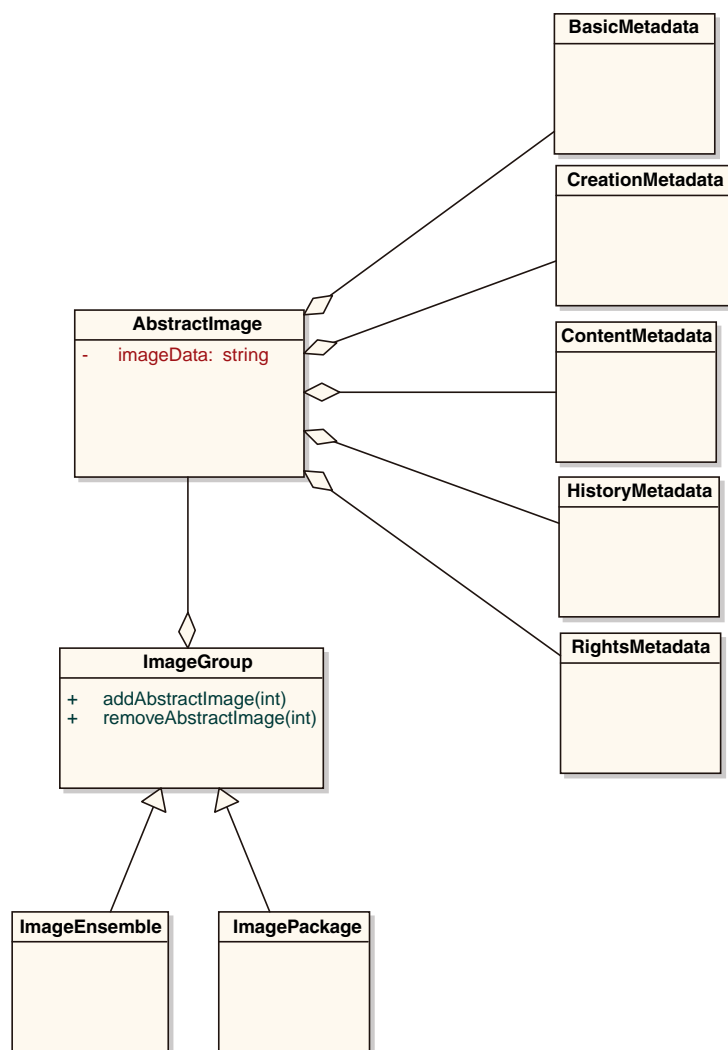 BasicMetadata
CreationMetadata
AbstractImage
- imageData: string
ContentMetadata
HistoryMetadata
ImageGroup
+ addAbstractImage(int)
+ removeAbstractImage(int)
RightsMetadata
ImageEnsemble
ImagePackage